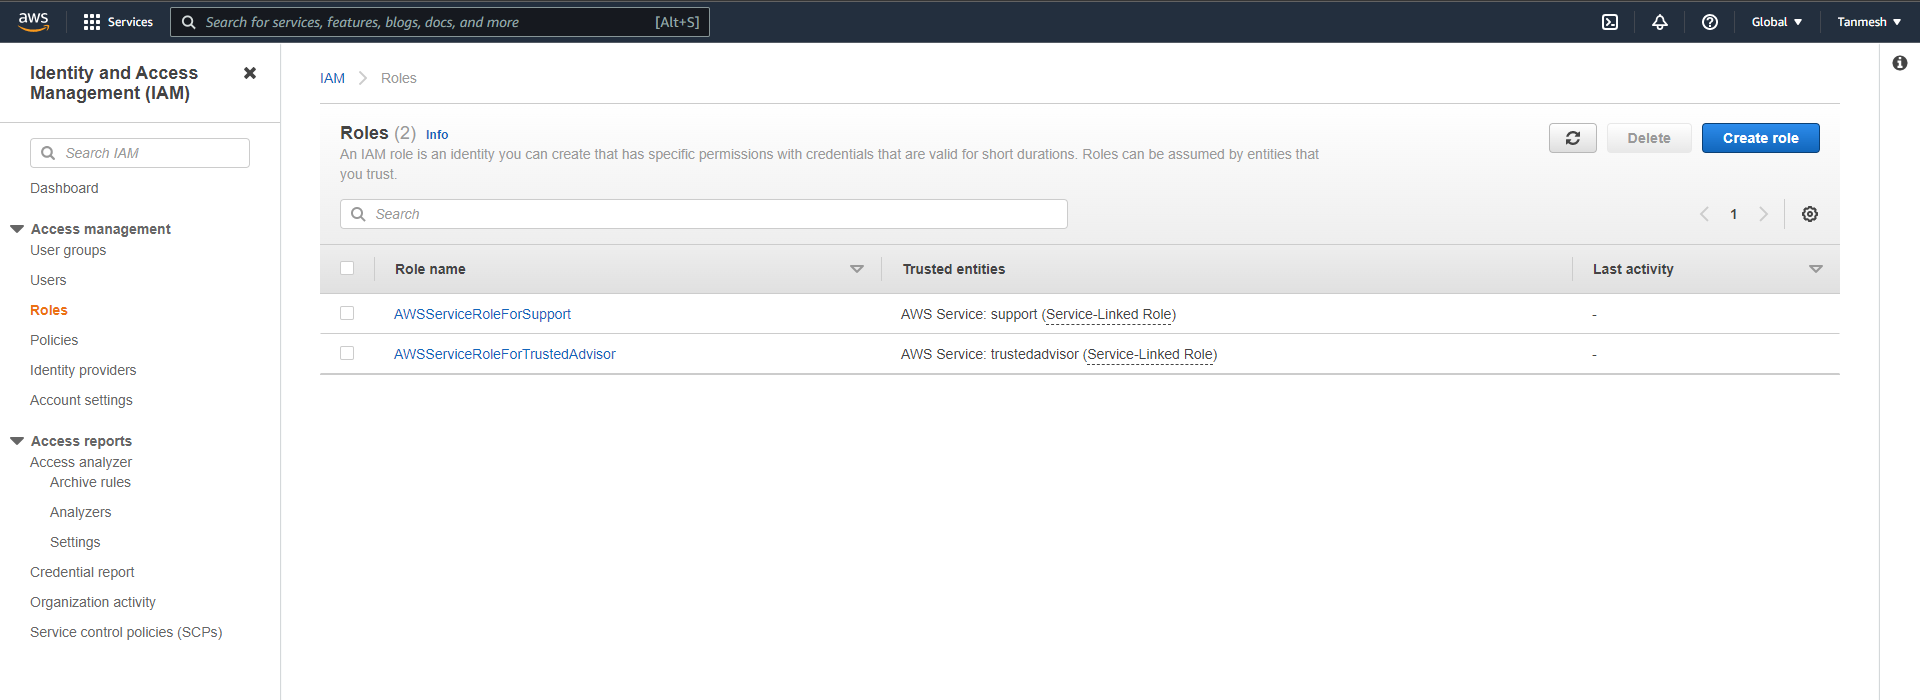 aws
Services
Search for services, features, blogs, docs, and more [Alt+S]
Global
Tanmesh
Identity and Access
Management (IAM)
Search IAM
Dashboard
Access management
User groups
Users
Roles
Policies
Identity providers
Account settings
Access reports
Access analyzer
Archive rules
Analyzers
Settings
Credential report
Organization activity
Service control policies (SCPs)
IAM Roles
Roles (2) Info
An IAM role is an identity you can create that has specific permissions with credentials that are valid for short durations. Roles can be assumed by entities that
you trust.
Delete
Create role
Search
1
Role name Trusted entities Last activity
AWSServiceRoleForSupport AWS Service: support (Service-Linked Role) -
AWSServiceRoleForTrustedAdvisor AWS Service: trustedadvisor (Service-Linked Role) -